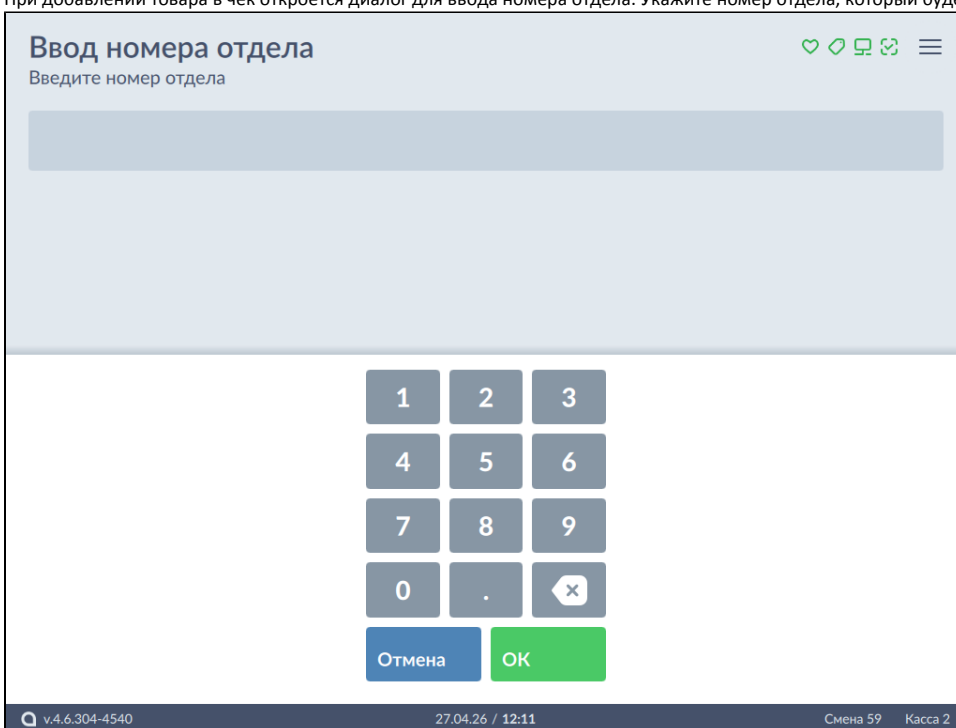 При добавлении товара в чек откроется диалог для ввода номера отдела. Укажите номер отдела, который
Ввод номера отдела
Введите номер отдела
1 2 3
4 5 6
7 8 9
0 .
Отмена ОК
v.4.6.304-4540 27.04.26 / 12:11 Смена 59 Касса 2